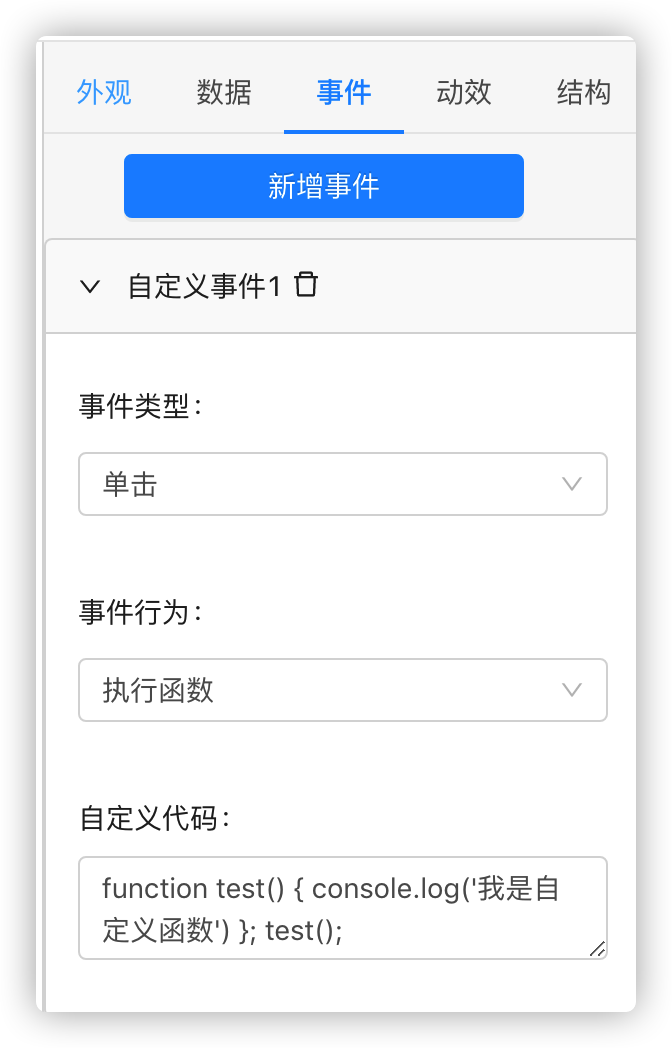 外观 数据 事件 动效 结构
新增事件
自定义事件1
事件类型:
单击
事件行为:
执行函数
自定义代码:
function test() { console.log('我是自
定义函数') }; test();